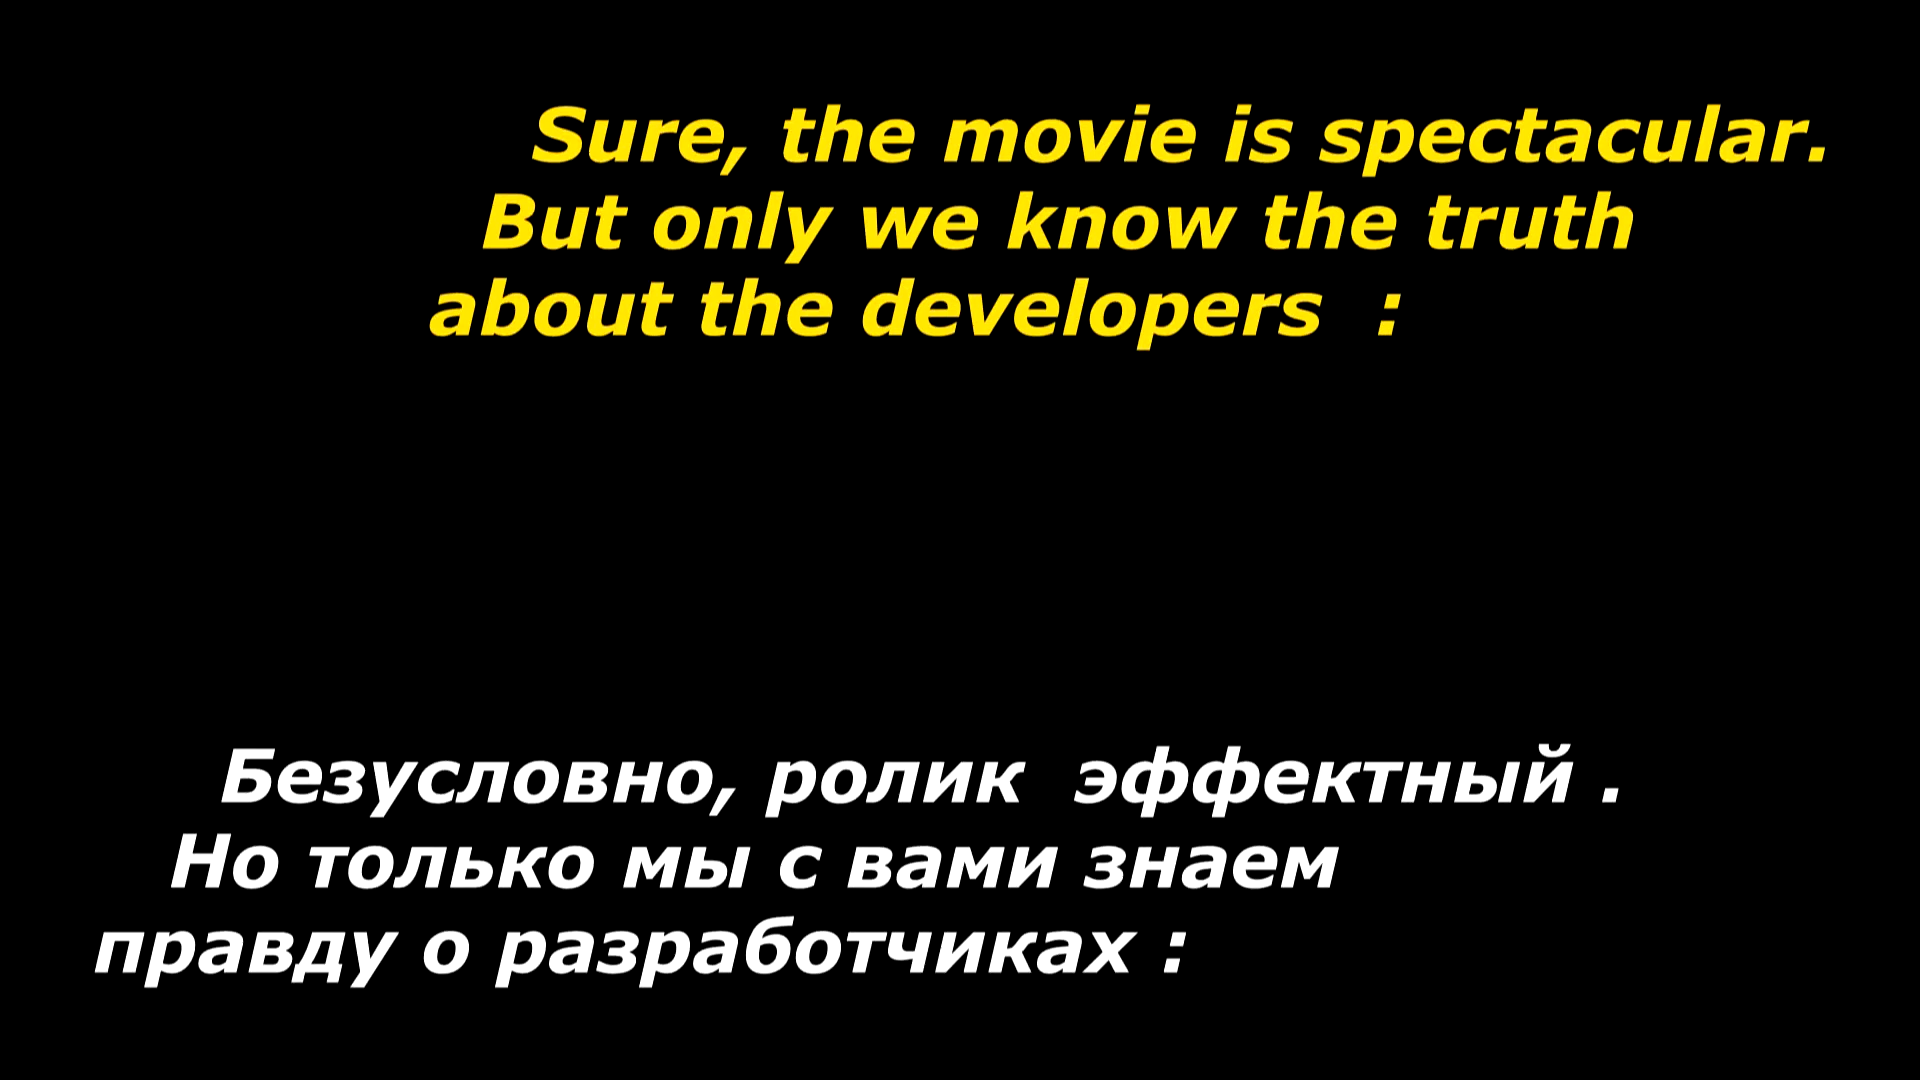 Sure, the movie is spectacular.
But only we know the truth
about the developers  :
Безусловно, ролик  эффектный .
Но только мы с вами знаем
правду о разработчиках :